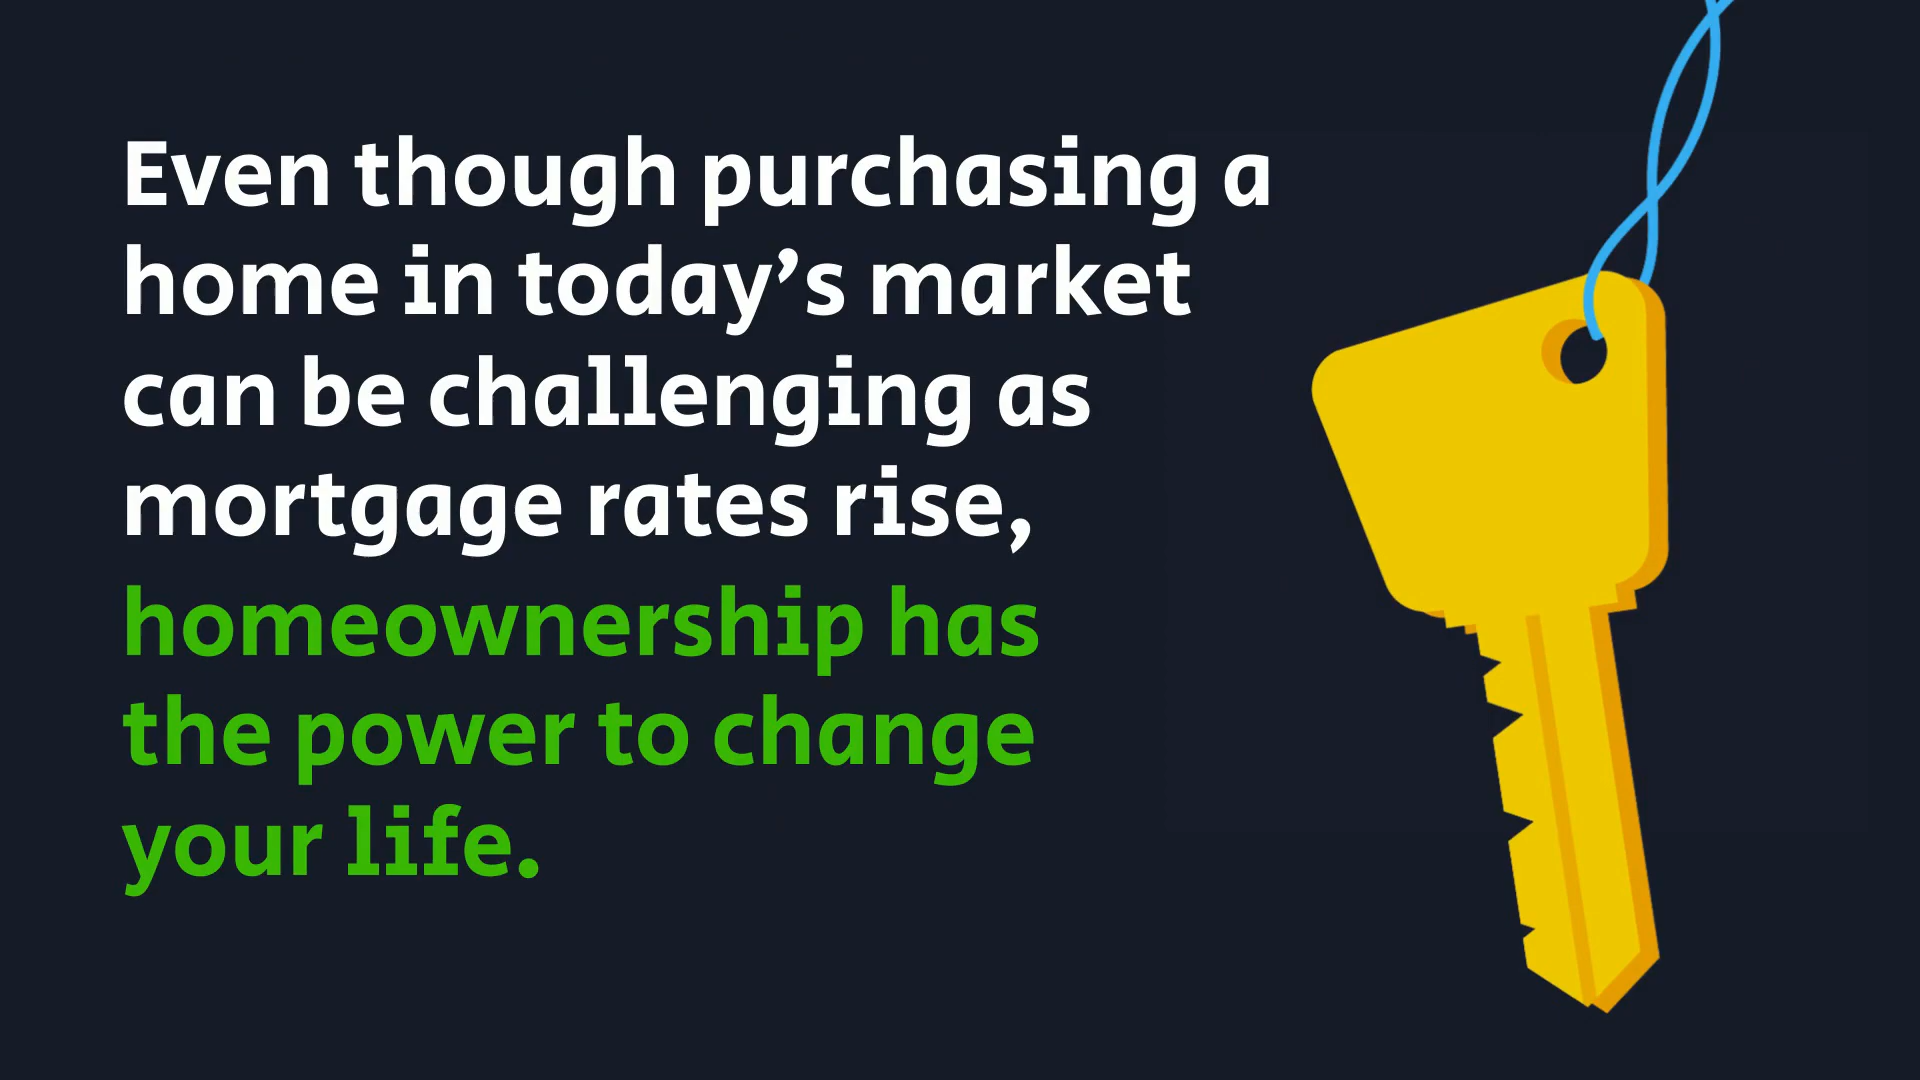 Even though purchasing a
home in today’s market
can be challenging as
mortgage rates rise,
homeownership has
the power to change
your life.